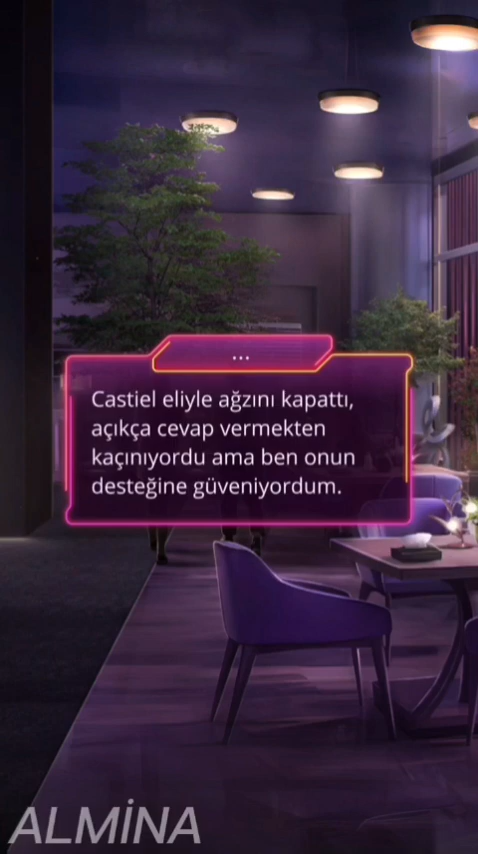 ...
Castiel eliyle ağzını kapattı,
açıkça cevap vermekten
kaçınıyordu ama ben onun
desteğine güveniyordum.
ALMİNA